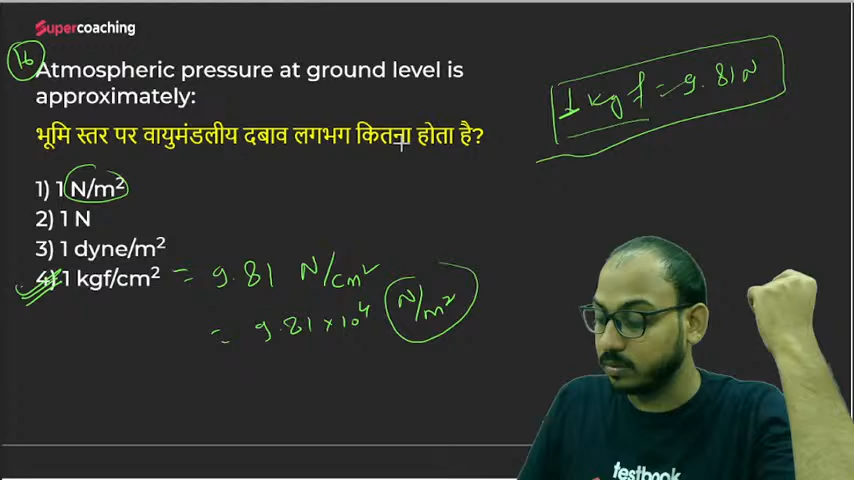 Supercoaching
16
Atmospheric pressure at ground level is
approximately:
भूमि स्तर पर वायुमंडलीय दबाव लगभग कितना होता है?
1 kgf = 9.81 N
1) 1 N/m²
2) 1 N
3) 1 dyne/m²
4) 1 kgf/cm² = 9.81 N/cm²
= 9.81 × 10⁴ N/m²
testbook